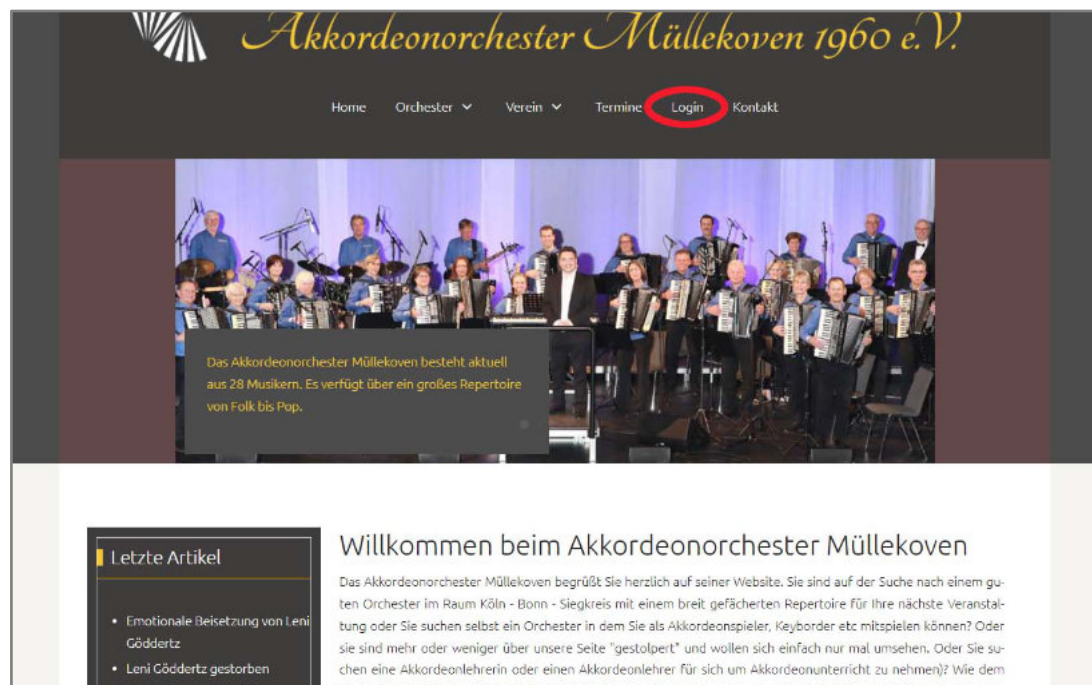 Akkordeonorchester Müllekoven 1960 e.V.
Home Orchester Verein Termine Login Kontakt
Das Akkordeonorchester Müllekoven besteht aktuell
aus 28 Musikern. Es verfügt über ein großes Repertoire
von Folk bis Pop.
Letzte Artikel
• Emotionale Beisetzung von Leni
Göddertz
• Leni Göddertz gestorben
Willkommen beim Akkordeonorchester Müllekoven
Das Akkordeonorchester Müllekoven begrüßt Sie herzlich auf seiner Website. Sie sind auf der Suche nach einem gu-
ten Orchester im Raum Köln - Bonn - Siegkreis mit einem breit gefächerten Repertoire für Ihre nächste Veranstal-
tung oder Sie suchen selbst ein Orchester in dem Sie als Akkordeonspieler, Keyborder etc mitspielen können? Oder
sie sind mehr oder weniger über unsere Seite "gestolpert" und wollen sich einfach nur mal umsehen. Oder Sie su-
chen eine Akkordeonlehrerin oder einen Akkordeonlehrer für sich um Akkordeonunterricht zu nehmen)? Wie dem